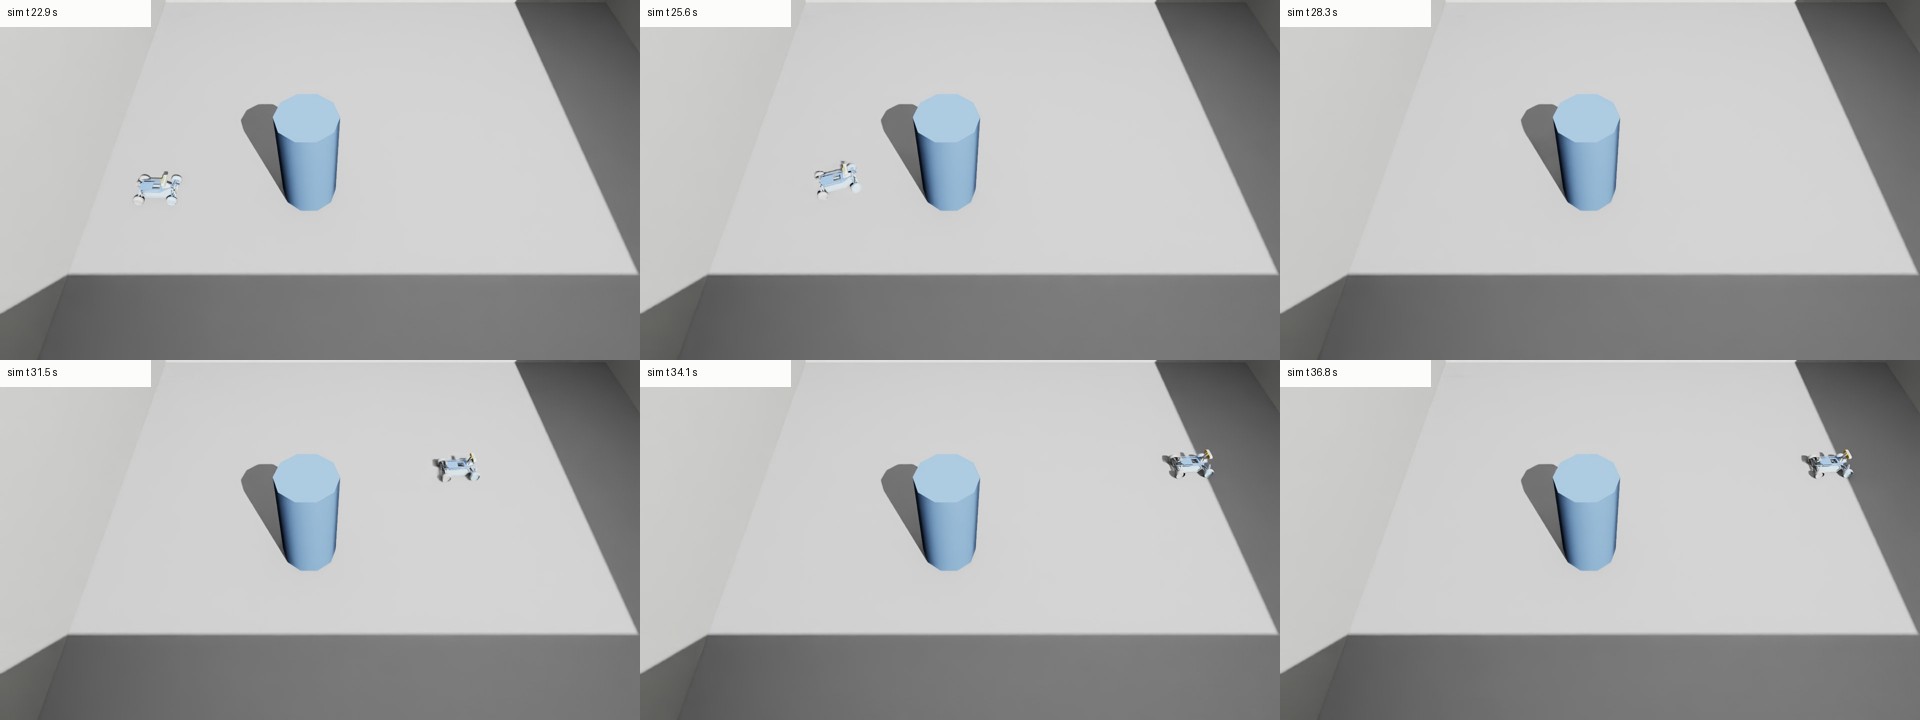 sim t 22.9 s
sim t 25.6 s
sim t 28.3 s
sim t 31.5 s
sim t 34.1 s
sim t 36.8 s